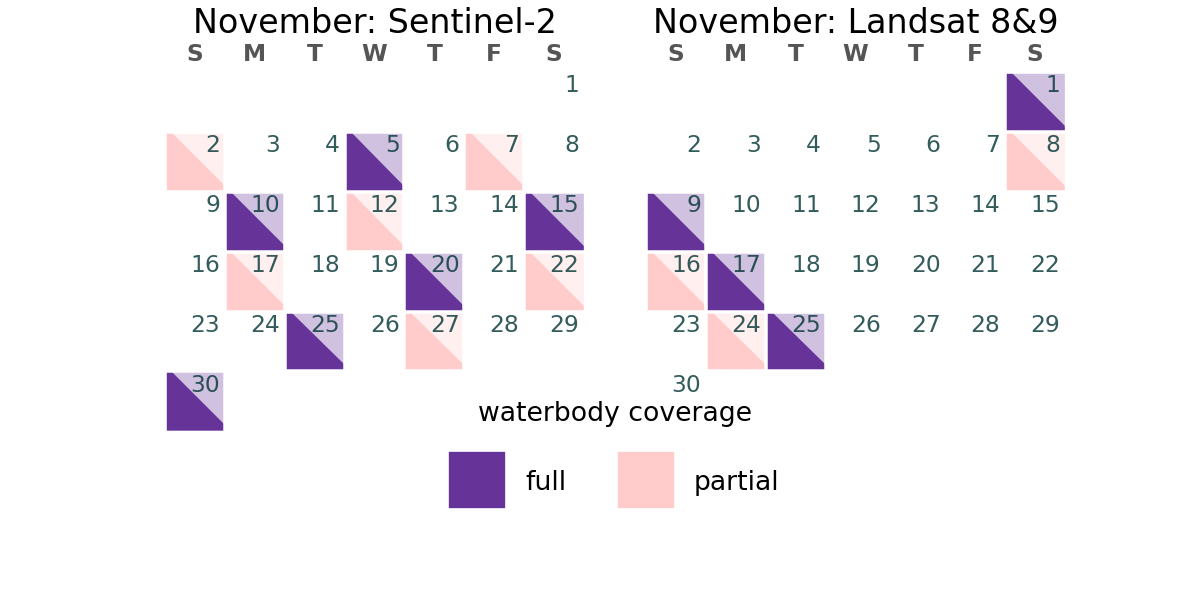 November: Sentinel-2
S M T W T F S
1
2 3 4 5 6 7 8
9 10 11 12 13 14 15
16 17 18 19 20 21 22
23 24 25 26 27 28 29
30
November: Landsat 8&9
S M T W T F S
1
2 3 4 5 6 7 8
9 10 11 12 13 14 15
16 17 18 19 20 21 22
23 24 25 26 27 28 29
30
waterbody coverage
full partial